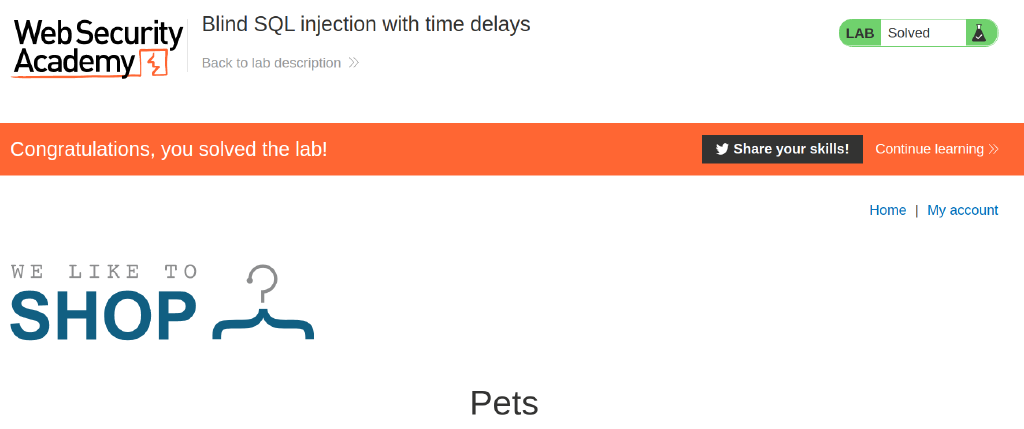 Web Security
Academy
Blind SQL injection with time delays
Back to lab description
LAB Solved
Congratulations, you solved the lab!
Share your skills!
Continue learning
Home | My account
WE LIKE TO
SHOP
Pets